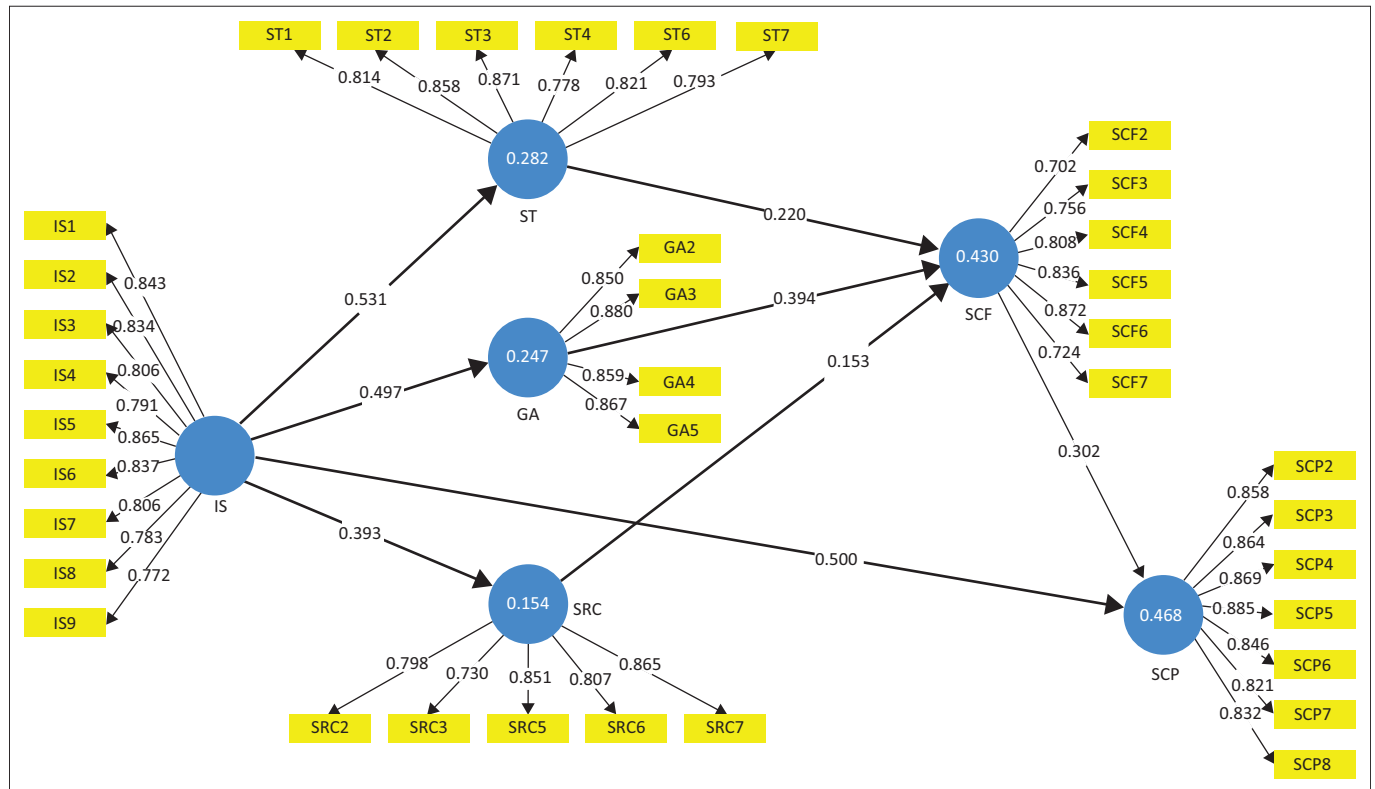 ST1
ST2
ST3
ST4
ST6
ST7
0.814
0.858
0.871
0.778
0.821
0.793
0.282
ST
IS1
IS2
IS3
IS4
IS5
IS6
IS7
IS8
IS9
0.843
0.834
0.806
0.791
0.865
0.837
0.806
0.783
0.772
IS
0.531
0.497
0.393
0.500
0.247
GA
0.850
0.880
0.859
0.867
GA2
GA3
GA4
GA5
0.220
0.394
0.153
0.430
SCF
0.702
0.756
0.808
0.836
0.872
0.724
SCF2
SCF3
SCF4
SCF5
SCF6
SCF7
0.302
0.154
SRC
0.798
0.730
0.851
0.807
0.865
SRC2
SRC3
SRC5
SRC6
SRC7
0.468
SCP
0.858
0.864
0.869
0.885
0.846
0.821
0.832
SCP2
SCP3
SCP4
SCP5
SCP6
SCP7
SCP8